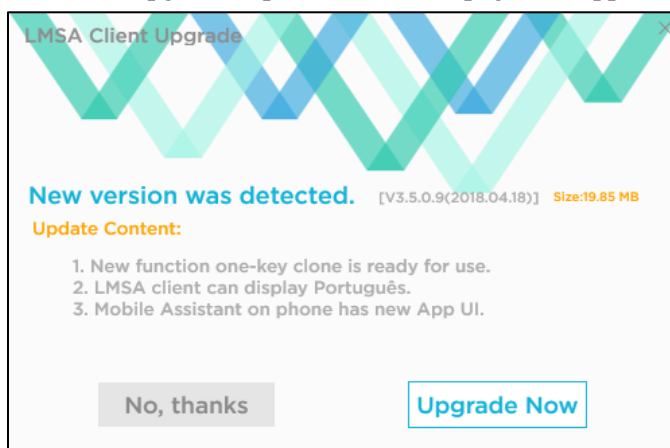 LMSA Client Upgrade
New version was detected. [V3.5.0.9(2018.04.18)] Size:19.85 MB
Update Content:
1. New function one-key clone is ready for use.
2. LMSA client can display Português.
3. Mobile Assistant on phone has new App UI.
No, thanks
Upgrade Now